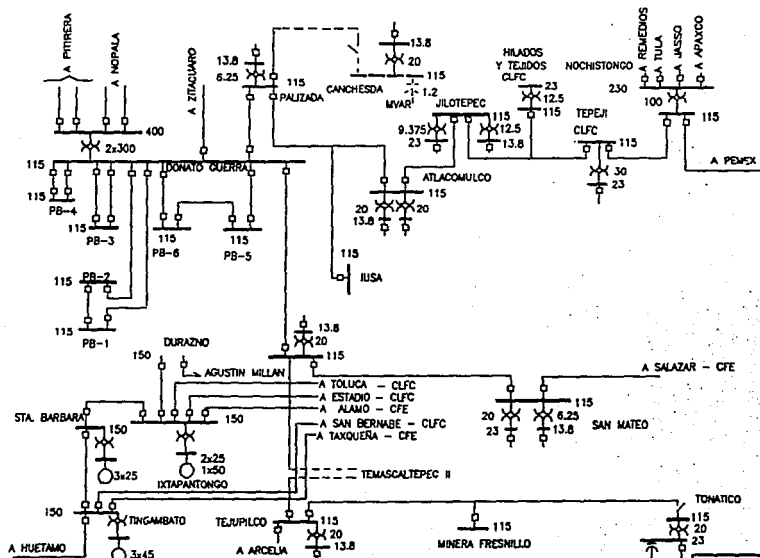 A PITIRERA
A NOPALA
A ZITACUARO
13.8
6.25
115
PALIZADA
13.8
20
CANCHESDA
115
1.2
MVAR
HILADOS
Y TEJIDOS
CLFC
23
12.5
115
NOCHISTONGO
230
A REMEDIOS
A TULA
A JASSO
A APAXCO
100
115
A PEMEX
JILOTEPEC
115
9.375
12.5
23
13.8
TEPEJI
CLFC
115
30
23
400
2x300
115
DONATO GUERRA
ATLACOMULCO
115
20
20
13.8
115
PB-4
115
PB-3
115
PB-6
115
PB-5
115
IUSA
115
PB-2
115
PB-1
13.8
20
115
DURAZNO
150
AGUSTIN MILLAN
A TOLUCA - CLFC
A ESTADIO - CLFC
A ALAMO - CFE
A SAN BERNABE - CLFC
A TAXQUEÑA - CFE
A SALAZAR - CFE
115
20
6.25
23
13.8
SAN MATEO
STA. BARBARA
150
3x25
150
2x25
1x50
IXTAPANTONGO
TEMASCALTEPEC II
150
TINGAMBATO
A HUETAMO
3x45
TEJUPILCO
115
20
A ARCELIA
13.8
115
MINERA FRESNILLO
TONATICO
115
20
23